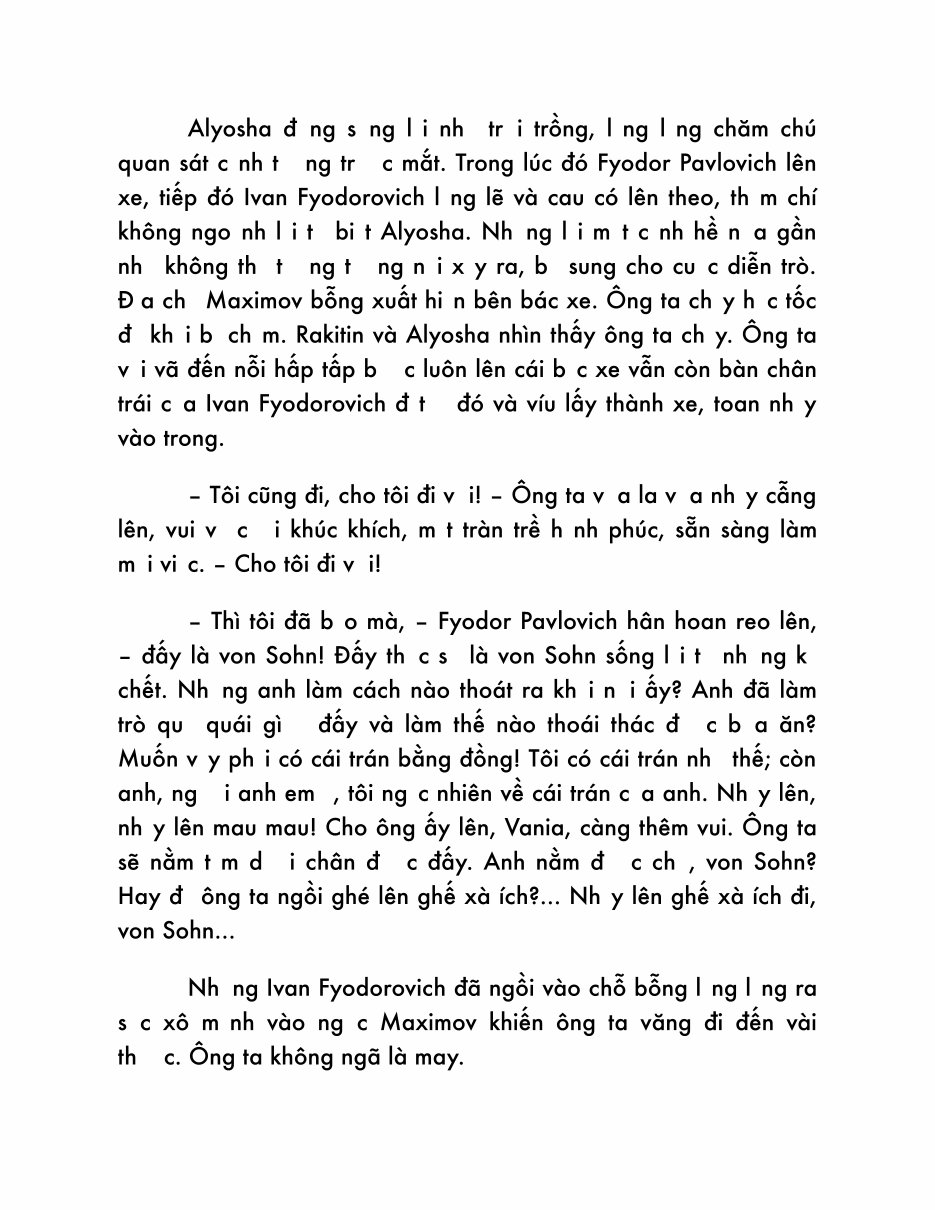 Alyosha đ ng s ng l i nh tr i trồng, l ng l ng chăm chú
quan sát c nh t ng tr c mắt. Trong lúc đó Fyodor Pavlovich lên
xe, tiếp đó Ivan Fyodorovich l ng lẽ và cau có lên theo, th m chí
không ngo nh l i t bi t Alyosha. Nh ng l i m t c nh hề n a gần
nh không th t ng t ng n i x y ra, b sung cho cu c diễn trò.
Đ a ch Maximov bỗng xuất hi n bên bác xe. Ông ta ch y h c tốc
đ kh i b ch m. Rakitin và Alyosha nhìn thấy ông ta ch y. Ông ta
v i vã đến nỗi hấp tấp b c luôn lên cái b c xe vẫn còn bàn chân
trái c a Ivan Fyodorovich đ t đó và víu lấy thành xe, toan nh y
vào trong.
– Tôi cũng đi, cho tôi đi v i! – Ông ta v a la v a nh y cẫng
lên, vui v c i khúc khích, m t tràn trề h nh phúc, sẵn sàng làm
m i vi c. – Cho tôi đi v i!
– Thì tôi đã b o mà, – Fyodor Pavlovich hân hoan reo lên,
– đấy là von Sohn! Đấy th c s là von Sohn sống l i t nh ng k
chết. Nh ng anh làm cách nào thoát ra kh i n i ấy? Anh đã làm
trò qu quái gì đấy và làm thế nào thoái thác đ c b a ăn?
Muốn v y ph i có cái trán bằng đồng! Tôi có cái trán nh thế; còn
anh, ng i anh em , tôi ng c nhiên về cái trán c a anh. Nh y lên,
nh y lên mau mau! Cho ông ấy lên, Vania, càng thêm vui. Ông ta
sẽ nằm t m d i chân đ c đấy. Anh nằm đ c ch , von Sohn?
Hay đ ông ta ngồi ghé lên ghế xà ích?... Nh y lên ghế xà ích đi,
von Sohn...
Nh ng Ivan Fyodorovich đã ngồi vào chỗ bỗng l ng l ng ra
s c xô m nh vào ng c Maximov khiến ông ta văng đi đến vài
th c. Ông ta không ngã là may.